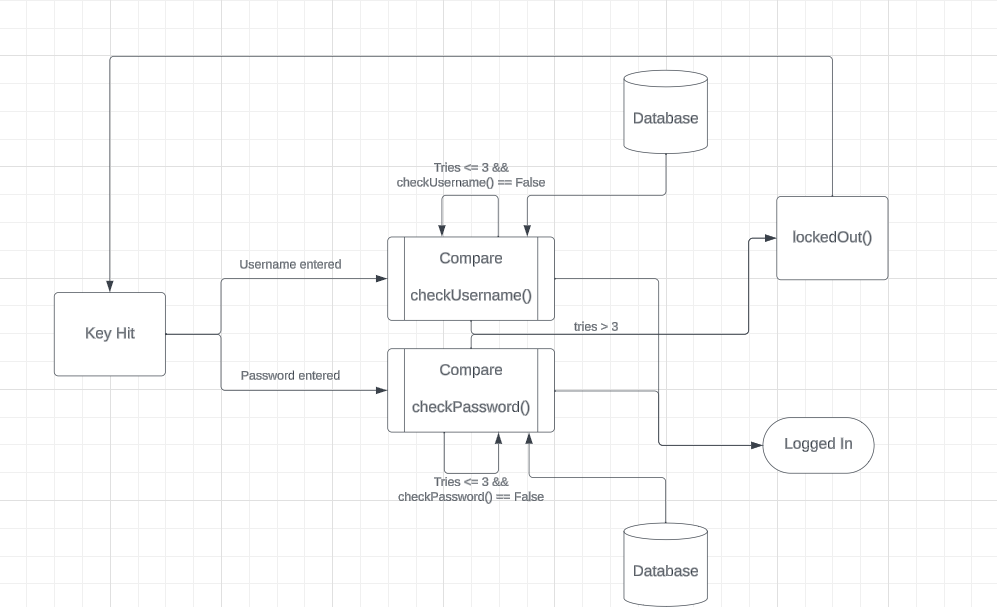 Database
Tries <= 3 &&
checkUsername() == False
lockedOut()
Compare
checkUsername()
Username entered
Key Hit
tries > 3
Password entered
Compare
checkPassword()
Logged In
Tries <= 3 &&
checkPassword() == False
Database